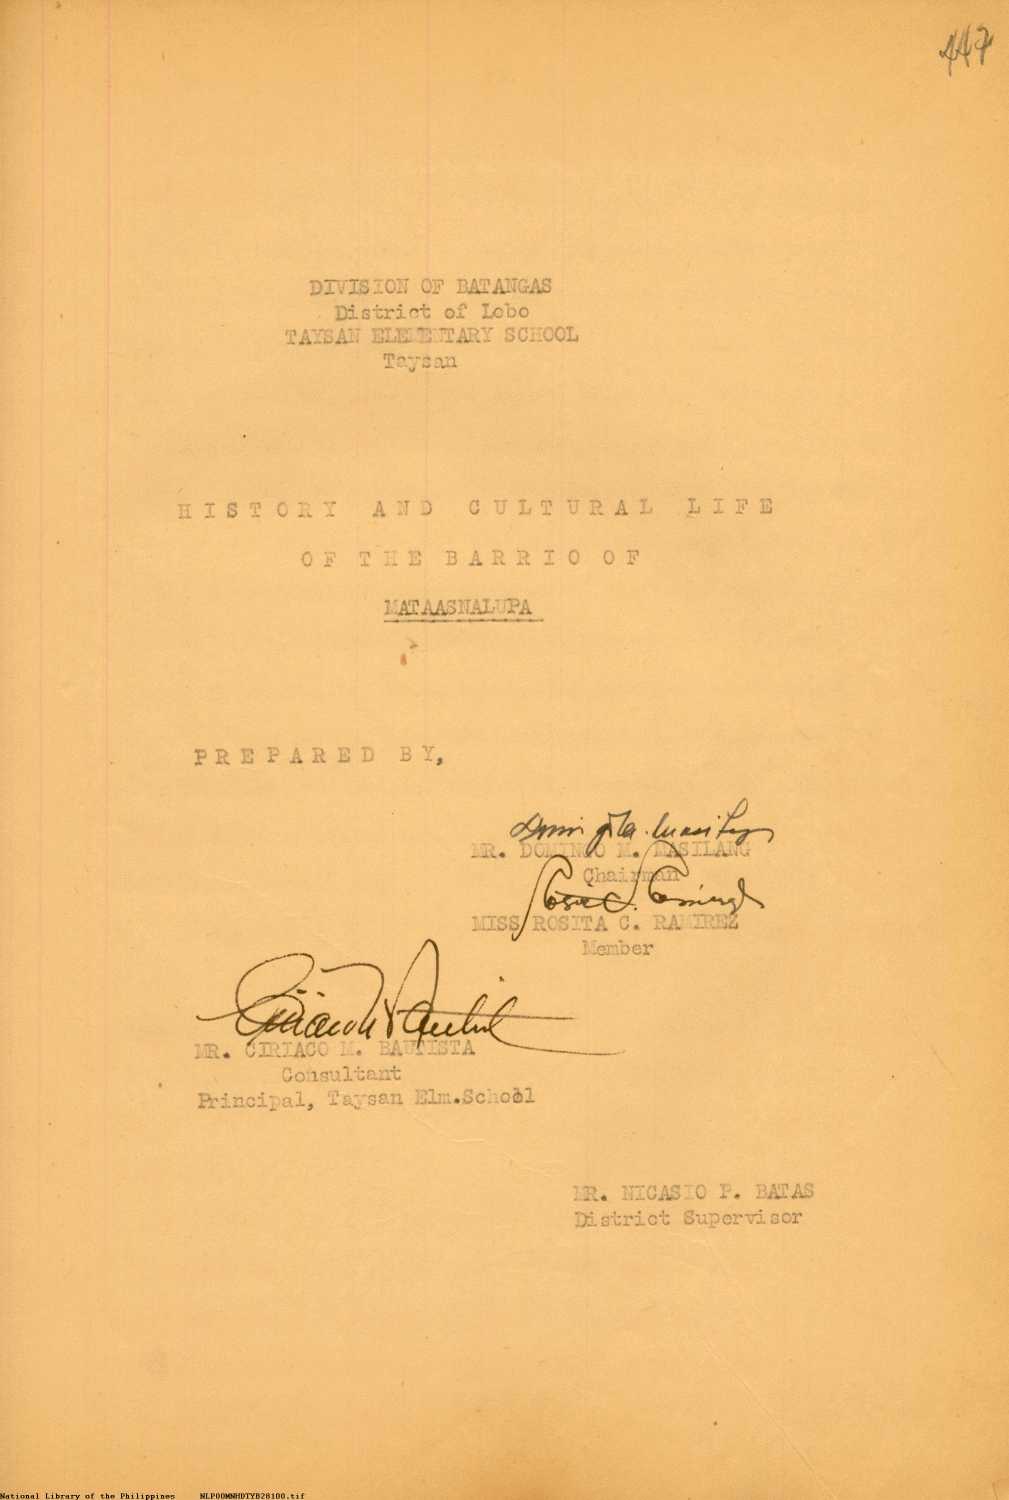 447
DIVISION OF BATANGAS
District of Lobo
TAYSAN ELEMENTARY SCHOOL
Taysan
HISTORY AND CULTURAL LIFE
OF THE BARRIO OF
MATAASNALUPA
PREPARED BY,
MR. DOMINGO M. MASILANG
Chairman
MISS ROSITA C. RAMIREZ
Member
MR. CIRIACO M. BAUTISTA
Consultant
Principal, Taysan Elm.School
MR. NICASIO P. BATAS
District Supervisor
National Library of the Philippines NLPOOMNHDTYB28100.tif